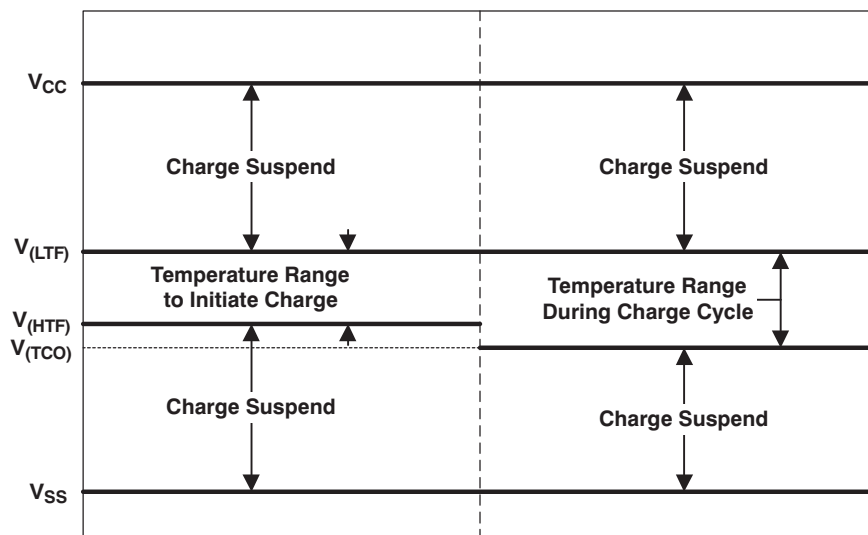 VCC
Charge Suspend
Charge Suspend
V(LTF)
Temperature Range
to Initiate Charge
Temperature Range
During Charge Cycle
V(HTF)
V(TCO)
Charge Suspend
Charge Suspend
VSS